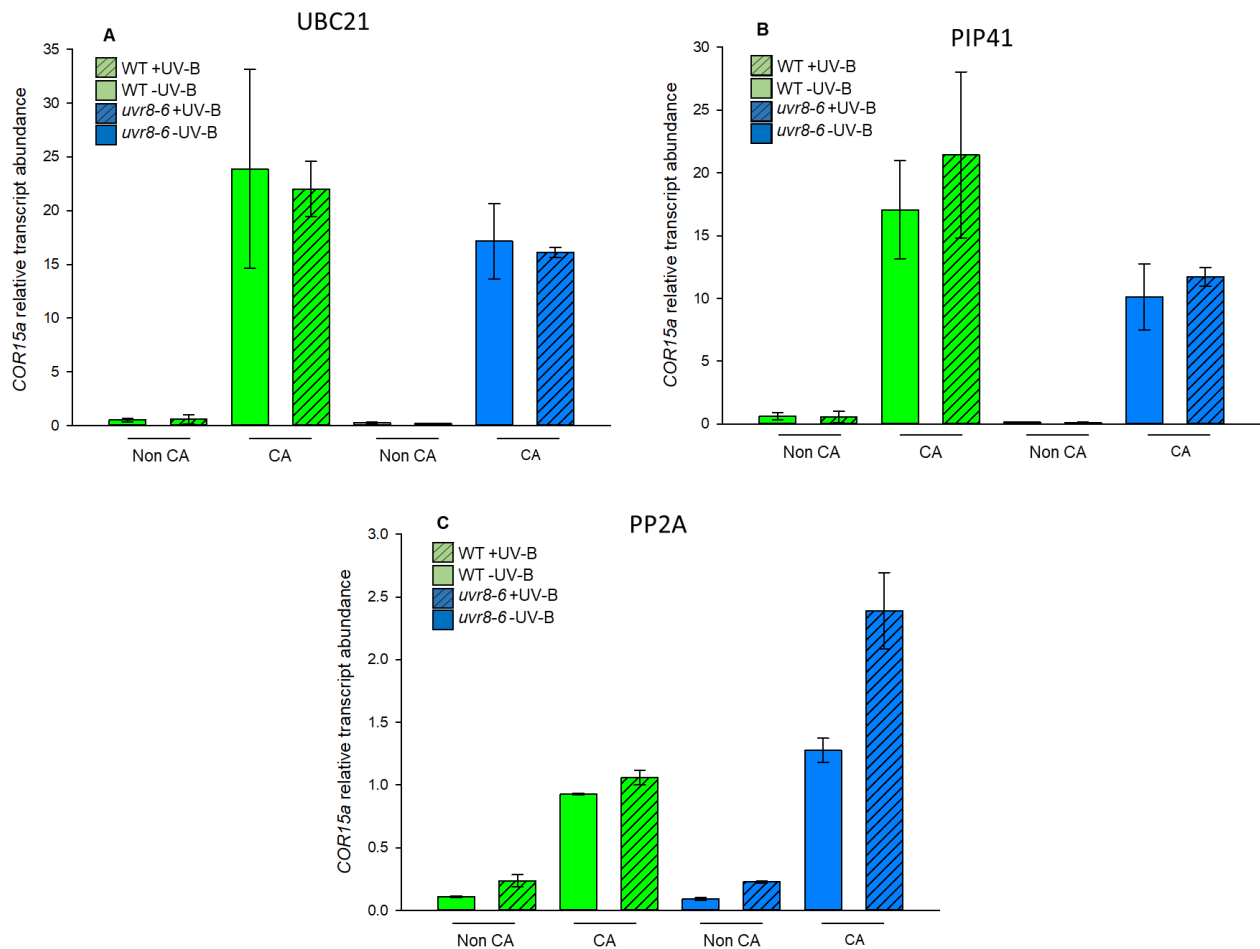 UBC21
A
WT +UV-B
WT -UV-B
uvr8-6 +UV-B
uvr8-6 -UV-B
COR15a relative transcript abundance
35
30
25
20
15
10
5
0
Non CA CA Non CA CA
PIP41
B
WT +UV-B
WT -UV-B
uvr8-6 +UV-B
uvr8-6 -UV-B
COR15a relative transcript abundance
30
25
20
15
10
5
0
Non CA CA Non CA CA
PP2A
C
WT +UV-B
WT -UV-B
uvr8-6 +UV-B
uvr8-6 -UV-B
COR15a relative transcript abundance
3.0
2.5
2.0
1.5
1.0
0.5
0.0
Non CA CA Non CA CA